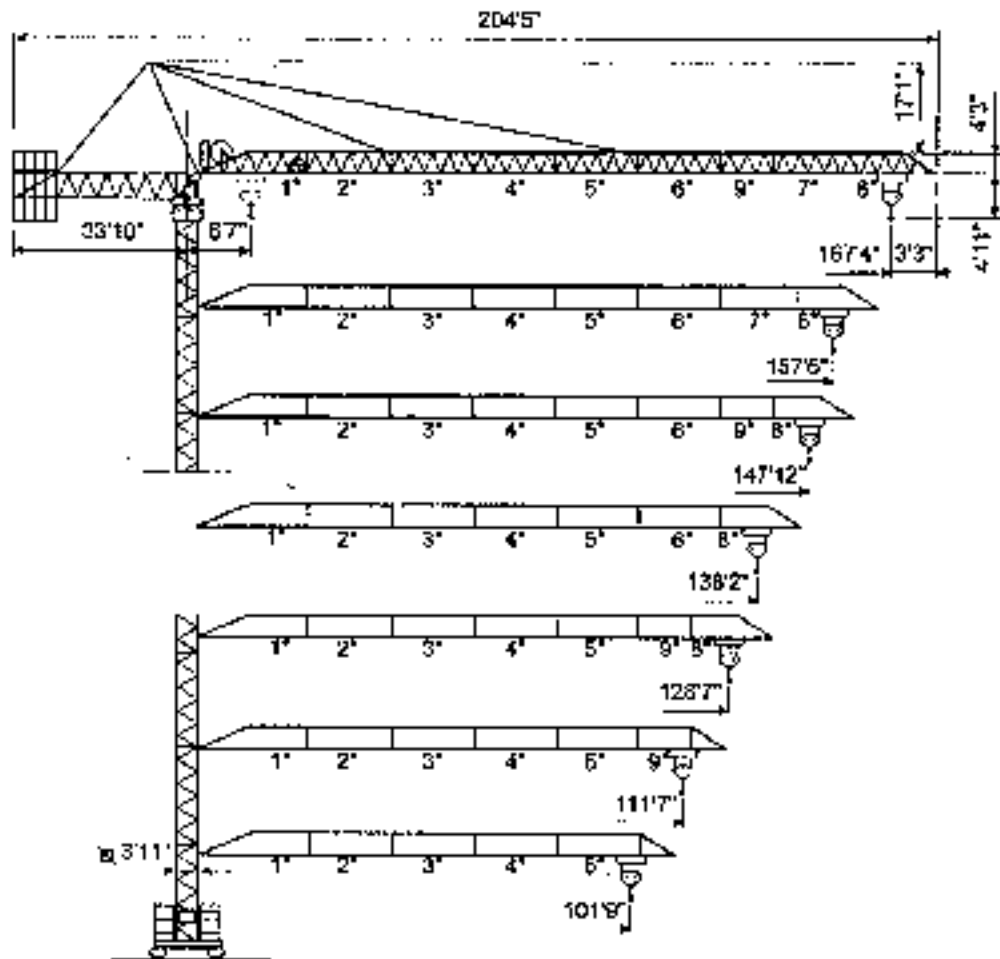 204'5"
17'1"
4'3"
1* 2* 3* 4* 5* 6* 9* 7* 8*
33'10" 6'7" 167'4" 3'3" 4'11"
1* 2* 3* 4* 5* 6* 7* 8*
157'6"
1* 2* 3* 4* 5* 6* 9* 8*
147'12"
1* 2* 3* 4* 5* 6* 8*
138'2"
1* 2* 3* 4* 5* 9* 8*
128'7"
1* 2* 3* 4* 5* 9*
111'7"
3'11"
1* 2* 3* 4* 5*
101'9"